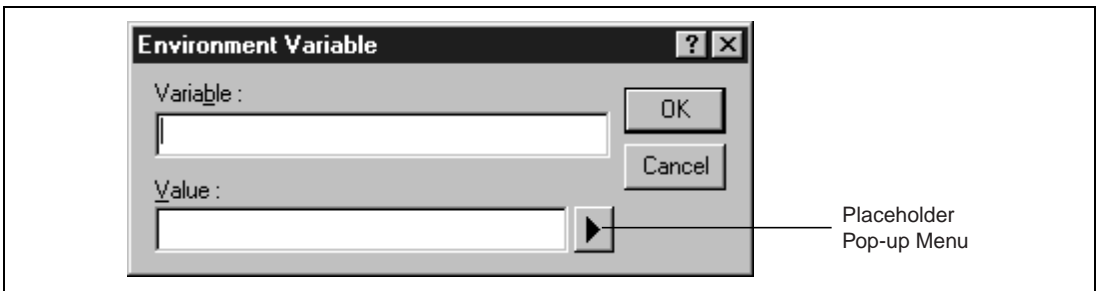 Environment Variable
?
Variable :
OK
Cancel
Value :
Placeholder
Pop-up Menu